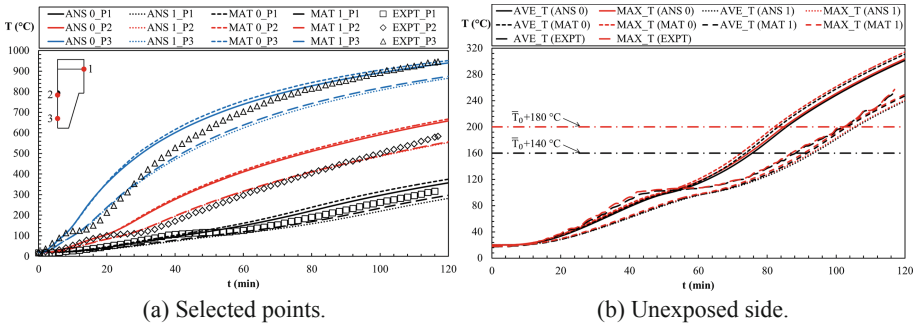 T (°C)
ANS 0_P1 ANS 1_P1 MAT 0_P1 MAT 1_P1 EXPT_P1
ANS 0_P2 ANS 1_P2 MAT 0_P2 MAT 1_P2 EXPT_P2
ANS 0_P3 ANS 1_P3 MAT 0_P3 MAT 1_P3 EXPT_P3
1000
900
800
700
600
500
400
300
200
100
0
1
2
3
0 20 40 60 80 100 120
t (min)
(a) Selected points.
T (°C)
AVE_T (ANS 0) MAX_T (ANS 0) AVE_T (ANS 1) MAX_T (ANS 1)
AVE_T (MAT 0) MAX_T (MAT 0) AVE_T (MAT 1) MAX_T (MAT 1)
AVE_T (EXPT) MAX_T (EXPT)
320
280
240
200
160
120
80
40
0
T̅₀+180 °C
T̅₀+140 °C
0 20 40 60 80 100 120
t (min)
(b) Unexposed side.